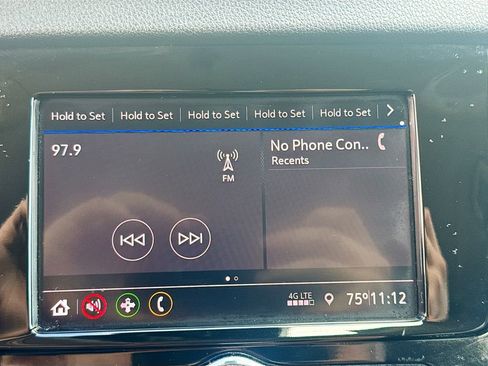 Hold to Set Hold to Set Hold to Set Hold to Set Hold to Set
97.9
FM
No Phone Con..
Recents
4G LTE 75° 11:12